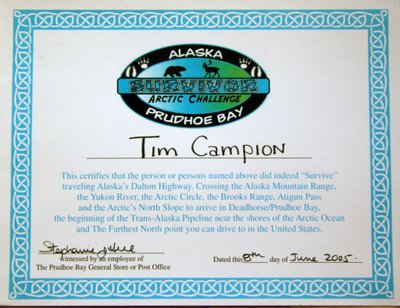 ALASKA
SURVIVOR
ARCTIC CHALLENGE
PRUDHOE BAY
Tim Campion
This certifies that the person or persons named above did indeed “Survive”
traveling Alaska's Dalton Highway. Crossing the Alaska Mountain Range,
the Yukon River, the Arctic Circle, the Brooks Range, Atigun Pass
and the Arctic's North Slope to arrive in Deadhorse/Prudhoe Bay,
the beginning of the Trans-Alaska Pipeline near the shores of the Arctic Ocean
and The Farthest North point you can drive to in the United States.
Stephanie
witnessed by an employee of
The Prudhoe Bay General Store or Post Office
Dated this 8th day of June 2005.